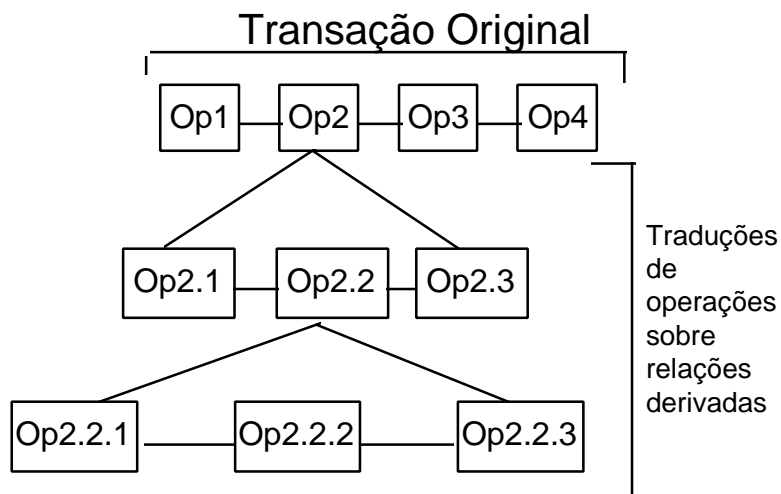 Transação Original
Op1 Op2 Op3 Op4
Op2.1 Op2.2 Op2.3
Op2.2.1 Op2.2.2 Op2.2.3
Traduções
de
operações
sobre
relações
derivadas